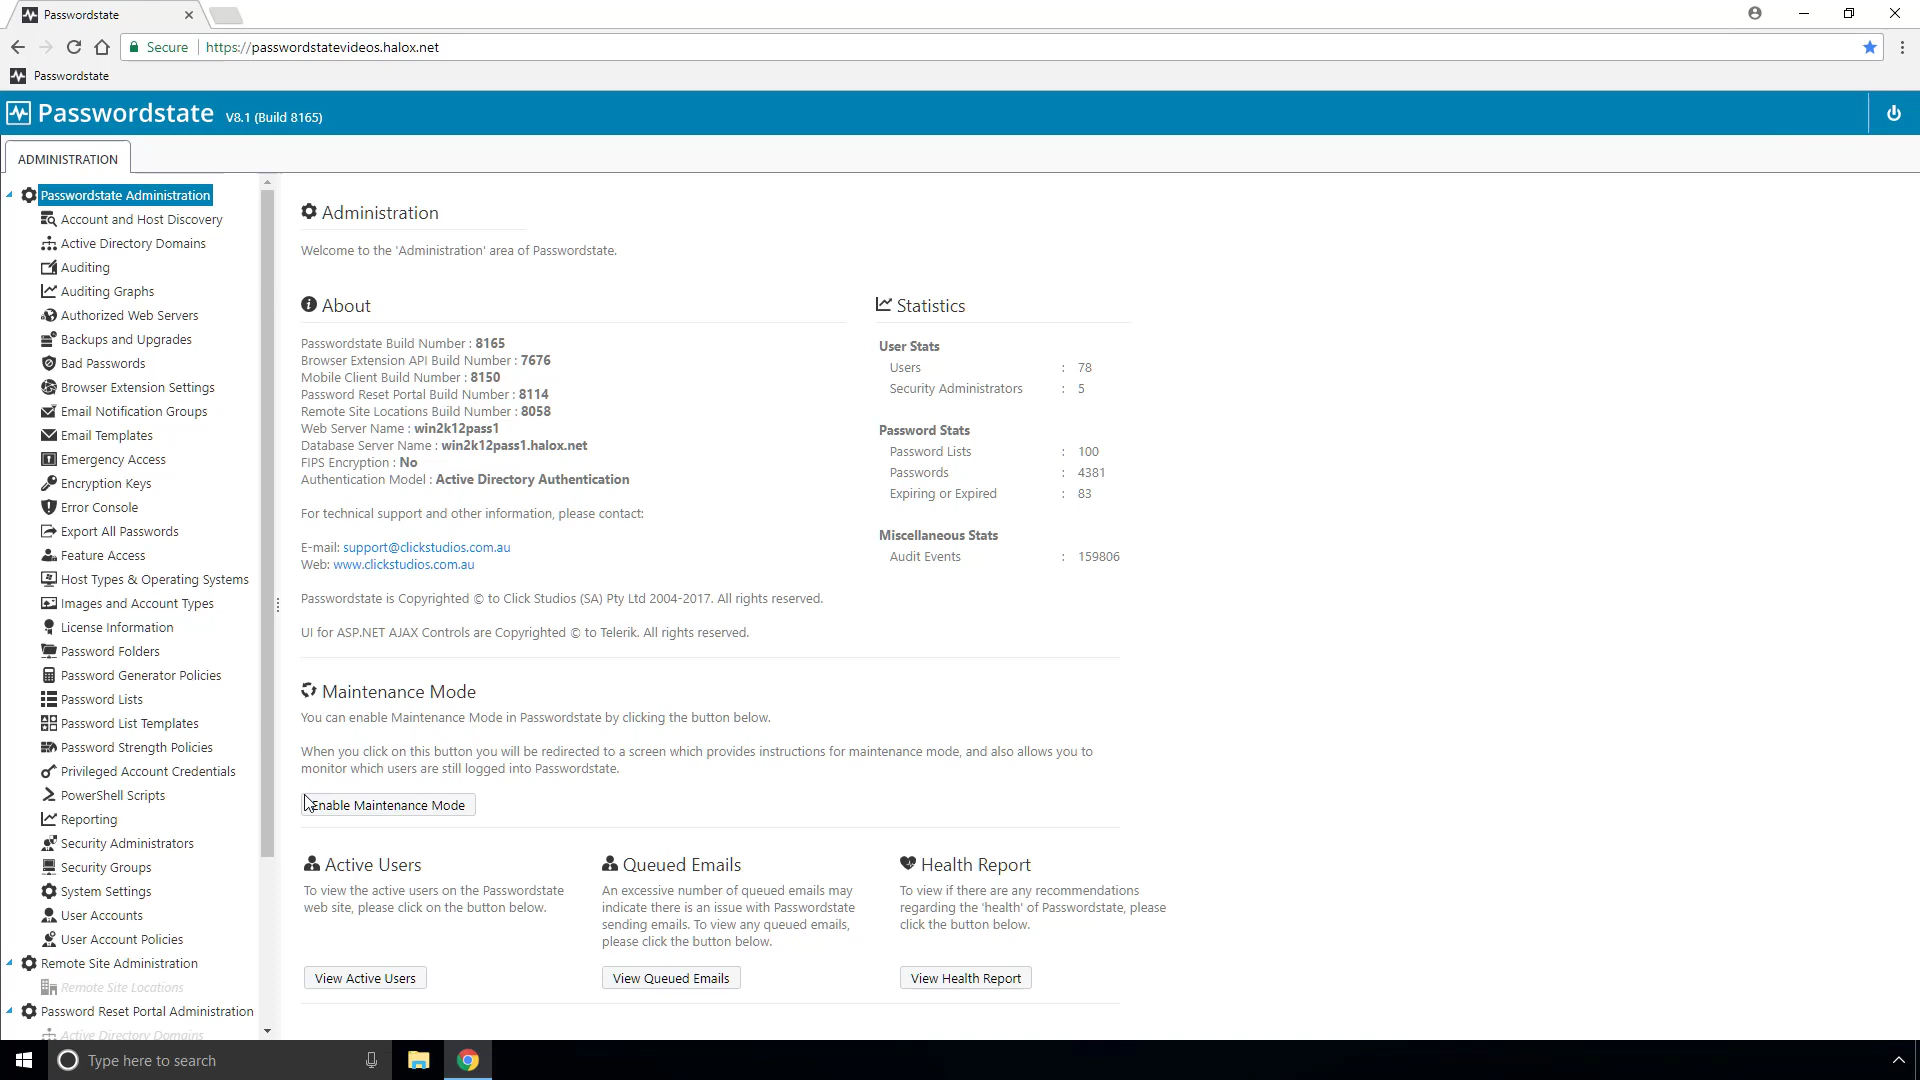 Passwordstate
Secure
https://passwordstatevideos.halox.net
Passwordstate
Passwordstate V8.1 (Build 8165)
ADMINISTRATION
Passwordstate Administration
Account and Host Discovery
Active Directory Domains
Auditing
Auditing Graphs
Authorized Web Servers
Backups and Upgrades
Bad Passwords
Browser Extension Settings
Email Notification Groups
Email Templates
Emergency Access
Encryption Keys
Error Console
Export All Passwords
Feature Access
Host Types & Operating Systems
Images and Account Types
License Information
Password Folders
Password Generator Policies
Password Lists
Password List Templates
Password Strength Policies
Privileged Account Credentials
PowerShell Scripts
Reporting
Security Administrators
Security Groups
System Settings
User Accounts
User Account Policies
Remote Site Administration
Remote Site Locations
Password Reset Portal Administration
Active Directory Domains
Administration
Welcome to the 'Administration' area of Passwordstate.
About
Passwordstate Build Number : 8165
Browser Extension API Build Number : 7676
Mobile Client Build Number : 8150
Password Reset Portal Build Number : 8114
Remote Site Locations Build Number : 8058
Web Server Name : win2k12pass1
Database Server Name : win2k12pass1.halox.net
FIPS Encryption : No
Authentication Model : Active Directory Authentication
For technical support and other information, please contact:
E-mail: support@clickstudios.com.au
Web: www.clickstudios.com.au
Passwordstate is Copyrighted © to Click Studios (SA) Pty Ltd 2004-2017. All rights reserved.
UI for ASP.NET AJAX Controls are Copyrighted © to Telerik. All rights reserved.
Statistics
User Stats
Users : 78
Security Administrators : 5
Password Stats
Password Lists : 100
Passwords : 4381
Expiring or Expired : 83
Miscellaneous Stats
Audit Events : 159806
Maintenance Mode
You can enable Maintenance Mode in Passwordstate by clicking the button below.
When you click on this button you will be redirected to a screen which provides instructions for maintenance mode, and also allows you to
monitor which users are still logged into Passwordstate.
Enable Maintenance Mode
Active Users
To view the active users on the Passwordstate
web site, please click on the button below.
View Active Users
Queued Emails
An excessive number of queued emails may
indicate there is an issue with Passwordstate
sending emails. To view any queued emails,
please click the button below.
View Queued Emails
Health Report
To view if there are any recommendations
regarding the 'health' of Passwordstate, please
click the button below.
View Health Report
Type here to search